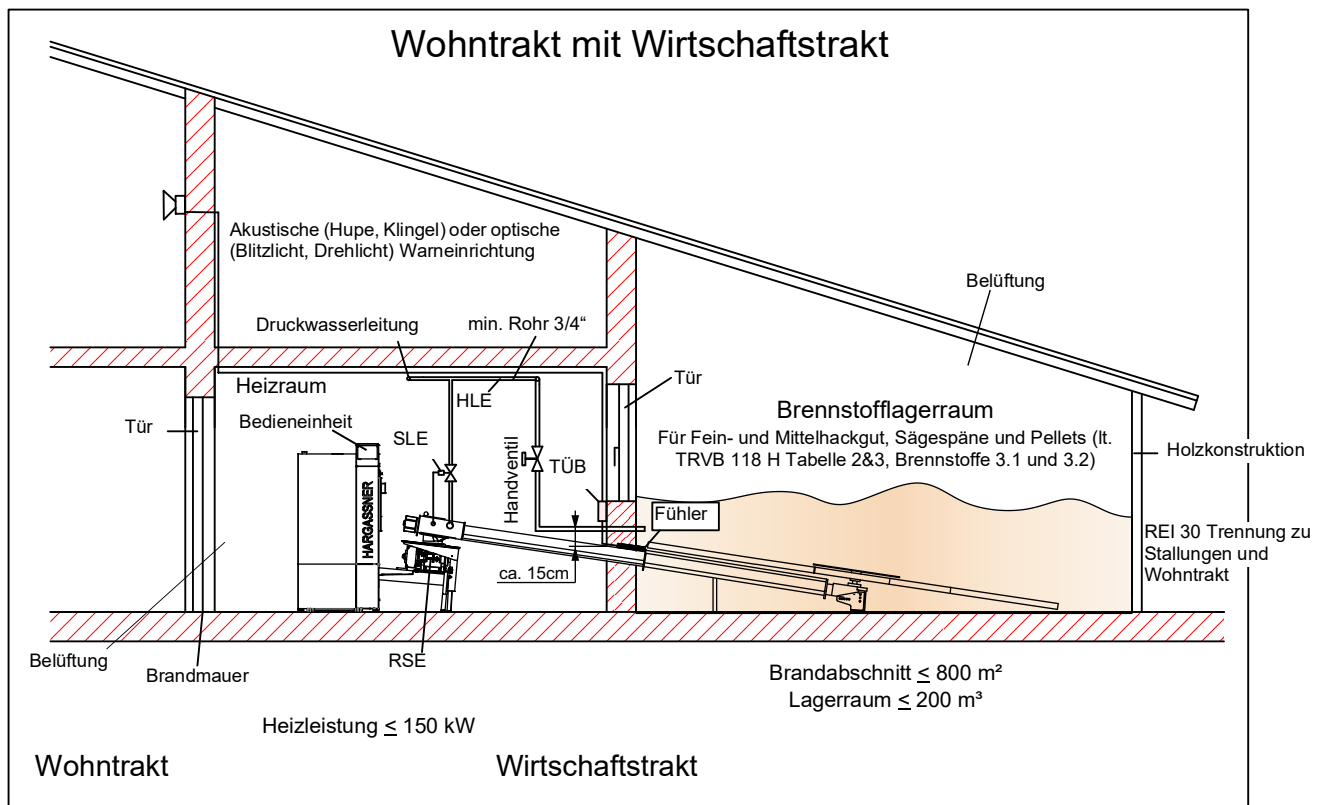 Wohntrakt mit Wirtschaftstrakt
Akustische (Hupe, Klingel) oder optische
(Blitzlicht, Drehlicht) Warneinrichtung
Belüftung
Druckwasserleitung
min. Rohr 3/4“
Heizraum
HLE
Tür
Bedieneinheit
Tür
SLE
Handventil
TÜB
Brennstofflagerraum
Für Fein- und Mittelhackgut, Sägespäne und Pellets (lt.
TRVB 118 H Tabelle 2&3, Brennstoffe 3.1 und 3.2)
Holzkonstruktion
HARGASSNER
Fühler
REI 30 Trennung zu
Stallungen und
Wohntrakt
ca. 15cm
Belüftung
Brandmauer
RSE
Brandabschnitt ≤ 800 m²
Lagerraum ≤ 200 m³
Heizleistung ≤ 150 kW
Wohntrakt
Wirtschaftstrakt